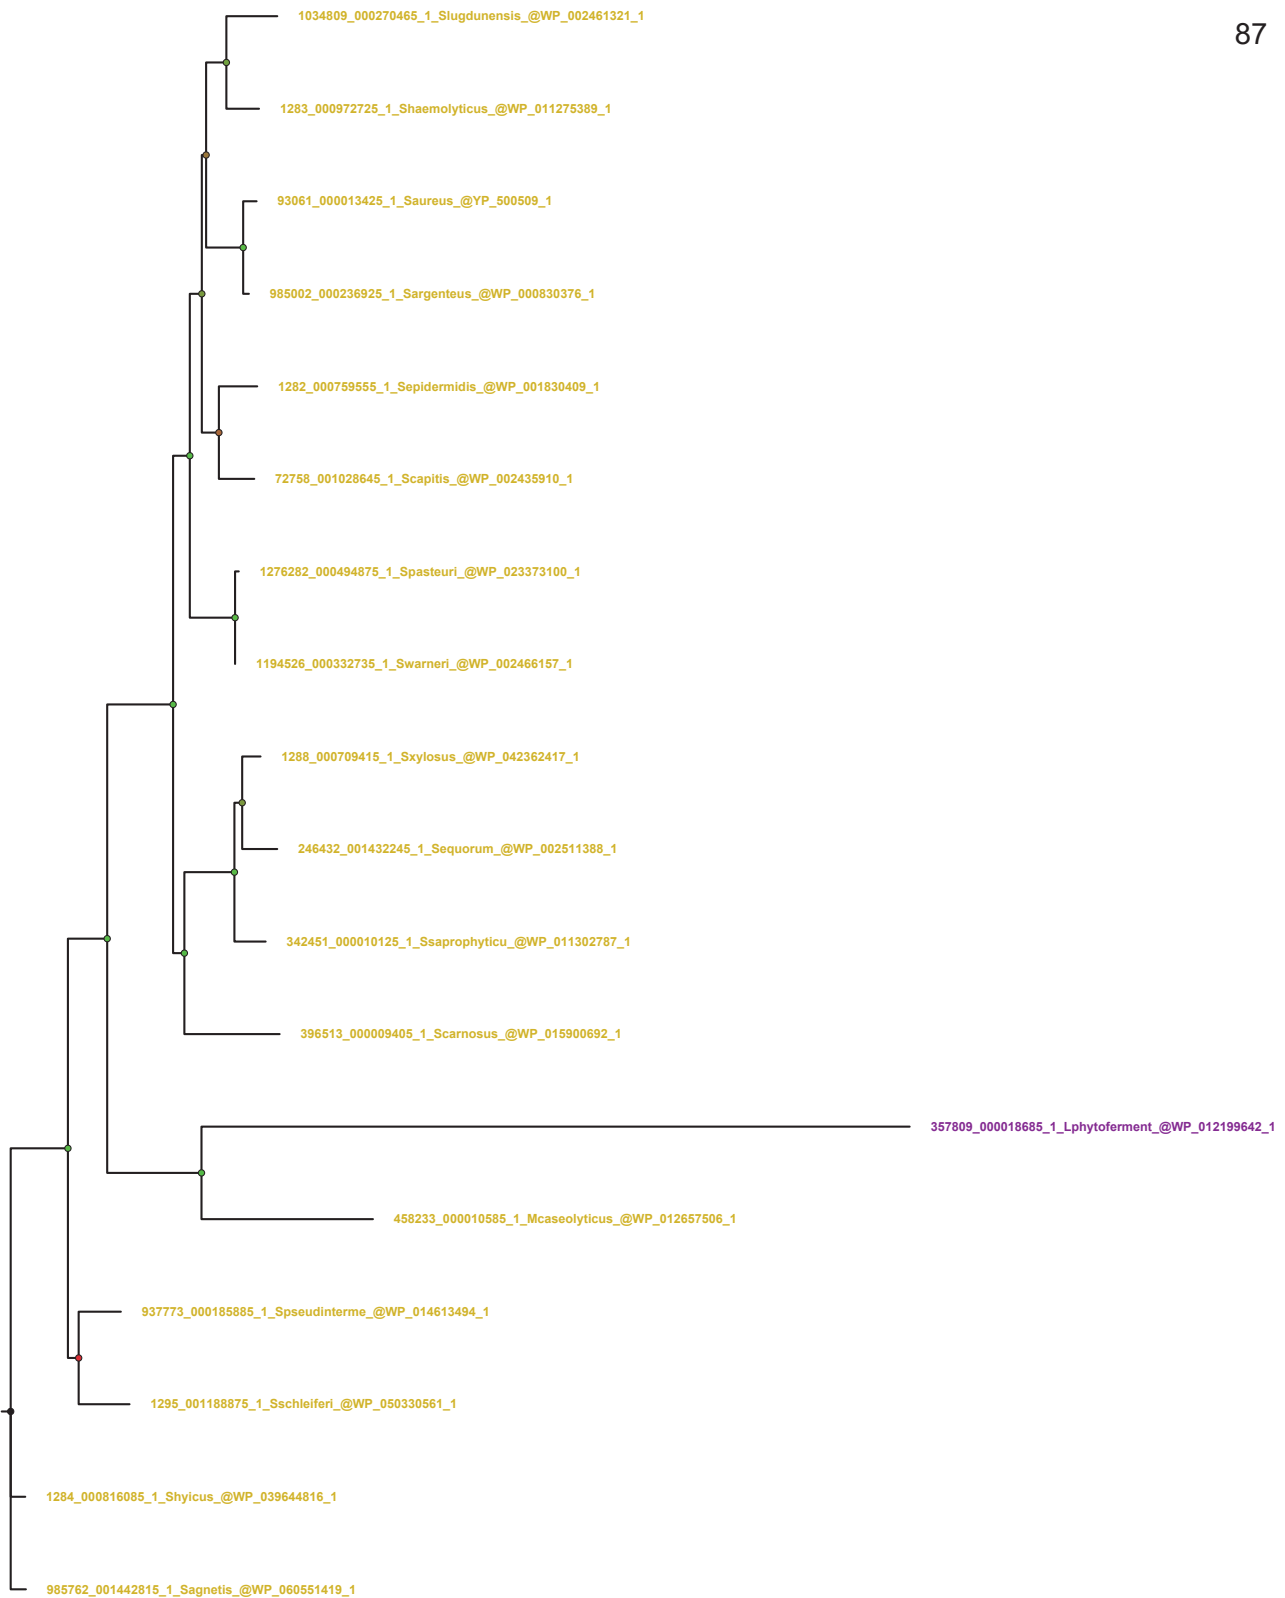 1034809_000270465_1_Slugdunensis_@WP_002461321_1
87
1283_000972725_1_Shaemolyticus_@WP_011275389_1
93061_000013425_1_Saureus_@YP_500509_1
985002_000236925_1_Sargenteus_@WP_000830376_1
1282_000759555_1_Sepidermidis_@WP_001830409_1
72758_001028645_1_Scapitis_@WP_002435910_1
1276282_000494875_1_Spasteuri_@WP_023373100_1
1194526_000332735_1_Swarneri_@WP_002466157_1
1288_000709415_1_Sxylosus_@WP_042362417_1
246432_001432245_1_Sequorum_@WP_002511388_1
342451_000010125_1_Ssaprophyticu_@WP_011302787_1
396513_000009405_1_Scarnosus_@WP_015900692_1
357809_000018685_1_Lphytoferment_@WP_012199642_1
458233_000010585_1_Mcaseolyticus_@WP_012657506_1
937773_000185885_1_Spseudinterme_@WP_014613494_1
1295_001188875_1_Sschleiferi_@WP_050330561_1
1284_000816085_1_Shyicus_@WP_039644816_1
985762_001442815_1_Sagnetis_@WP_060551419_1